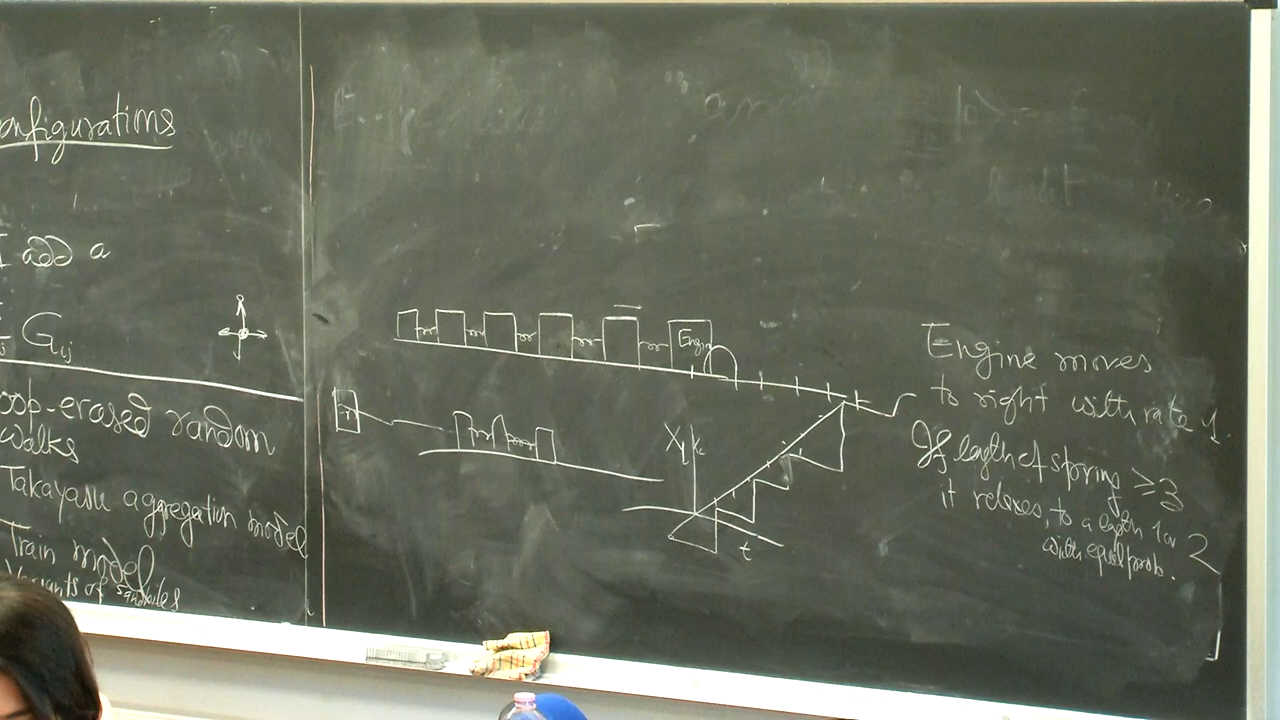 onfigurations
I add a
G_ij
oop-erased random
walks
Takayasu aggregation model
Train model
Variants of sandpiles
Engine
X_k
t
Engine moves
to right with rate 1.
If length of spring ≥3
it relaxes, to a length 1 or 2
with equal prob.